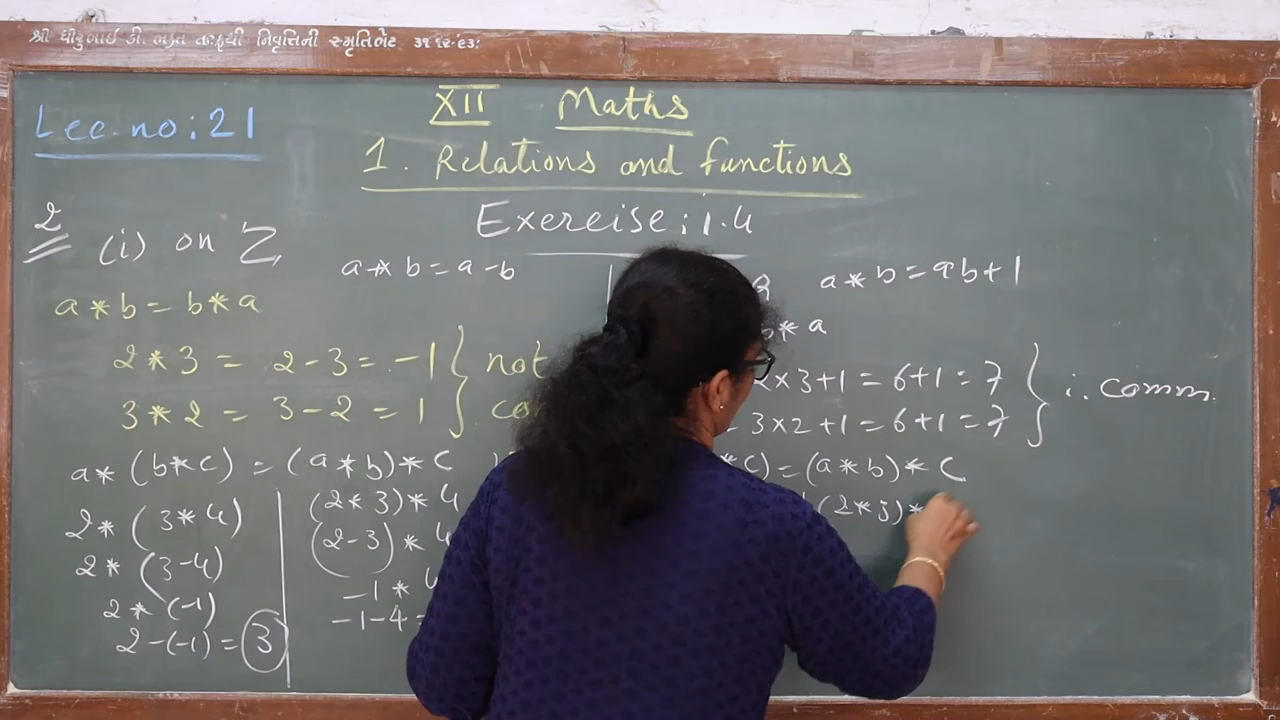 શ્રી ધીરુભાઈ ડી. ભક્ત તરફથી નિવૃત્તિની સ્મૃતિભેટ
Lec. no: 21
XII Maths
1. Relations and functions
Exercise: 1.4
2 (i) on Z, a * b = a - b
a * b = b * a
2 * 3 = 2 - 3 = -1 } not
3 * 2 = 3 - 2 = 1
a * (b * c) = (a * b) * c
2 * (3 * 4) | (2 * 3) * 4
2 * (3-4) | (2-3) * 4
2 * (-1) | -1 * 4
2 - (-1) = 3 | -1 - 4 =
a * b = ab + 1
* a
2 x 3 + 1 = 6 + 1 = 7 } i. comm.
= 3 x 2 + 1 = 6 + 1 = 7
* c) = (a * b) * c
(2 * 3) *